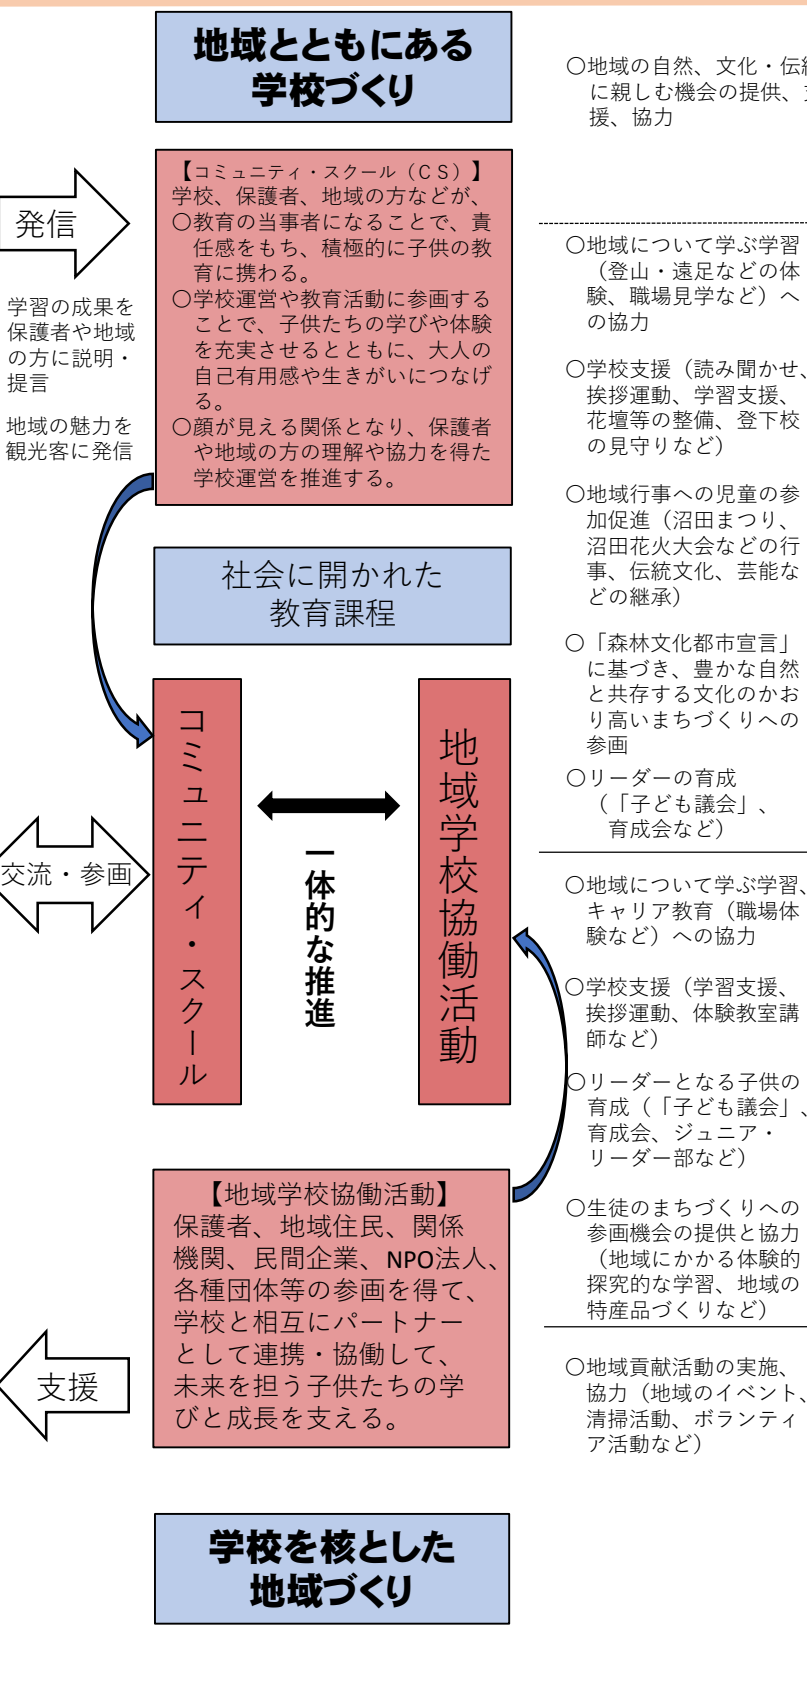 地域とともにある
学校づくり
発信
学習の成果を
保護者や地域
の方に説明・
提言
地域の魅力を
観光客に発信
【コミュニティ・スクール（ＣＳ）】
学校、保護者、地域の方などが、
〇教育の当事者になることで、責
任感をもち、積極的に子供の教
育に携わる。
〇学校運営や教育活動に参画する
ことで、子供たちの学びや体験
を充実させるとともに、大人の
自己有用感や生きがいにつなげ
る。
〇顔が見える関係となり、保護者
や地域の方の理解や協力を得た
学校運営を推進する。
社会に開かれた
教育課程
交流・参画
コミュニティ・スクール
一体的な推進
地域学校協働活動
支援
【地域学校協働活動】
保護者、地域住民、関係
機関、民間企業、NPO法人、
各種団体等の参画を得て、
学校と相互にパートナー
として連携・協働して、
未来を担う子供たちの学
びと成長を支える。
学校を核とした
地域づくり
〇地域の自然、文化・伝
に親しむ機会の提供、
援、協力
〇地域について学ぶ学習
（登山・遠足などの体
験、職場見学など）へ
の協力
〇学校支援（読み聞かせ、
挨拶運動、学習支援、
花壇等の整備、登下校
の見守りなど）
〇地域行事への児童の参
加促進（沼田まつり、
沼田花火大会などの行
事、伝統文化、芸能な
どの継承）
〇「森林文化都市宣言」
に基づき、豊かな自然
と共存する文化のかお
り高いまちづくりへの
参画
〇リーダーの育成
（「子ども議会」、
育成会など）
〇地域について学ぶ学習、
キャリア教育（職場体
験など）への協力
〇学校支援（学習支援、
挨拶運動、体験教室講
師など）
〇リーダーとなる子供の
育成（「子ども議会」、
育成会、ジュニア・
リーダー部など）
〇生徒のまちづくりへの
参画機会の提供と協力
（地域にかかる体験的
探究的な学習、地域の
特産品づくりなど）
〇地域貢献活動の実施、
協力（地域のイベント、
清掃活動、ボランティ
ア活動など）